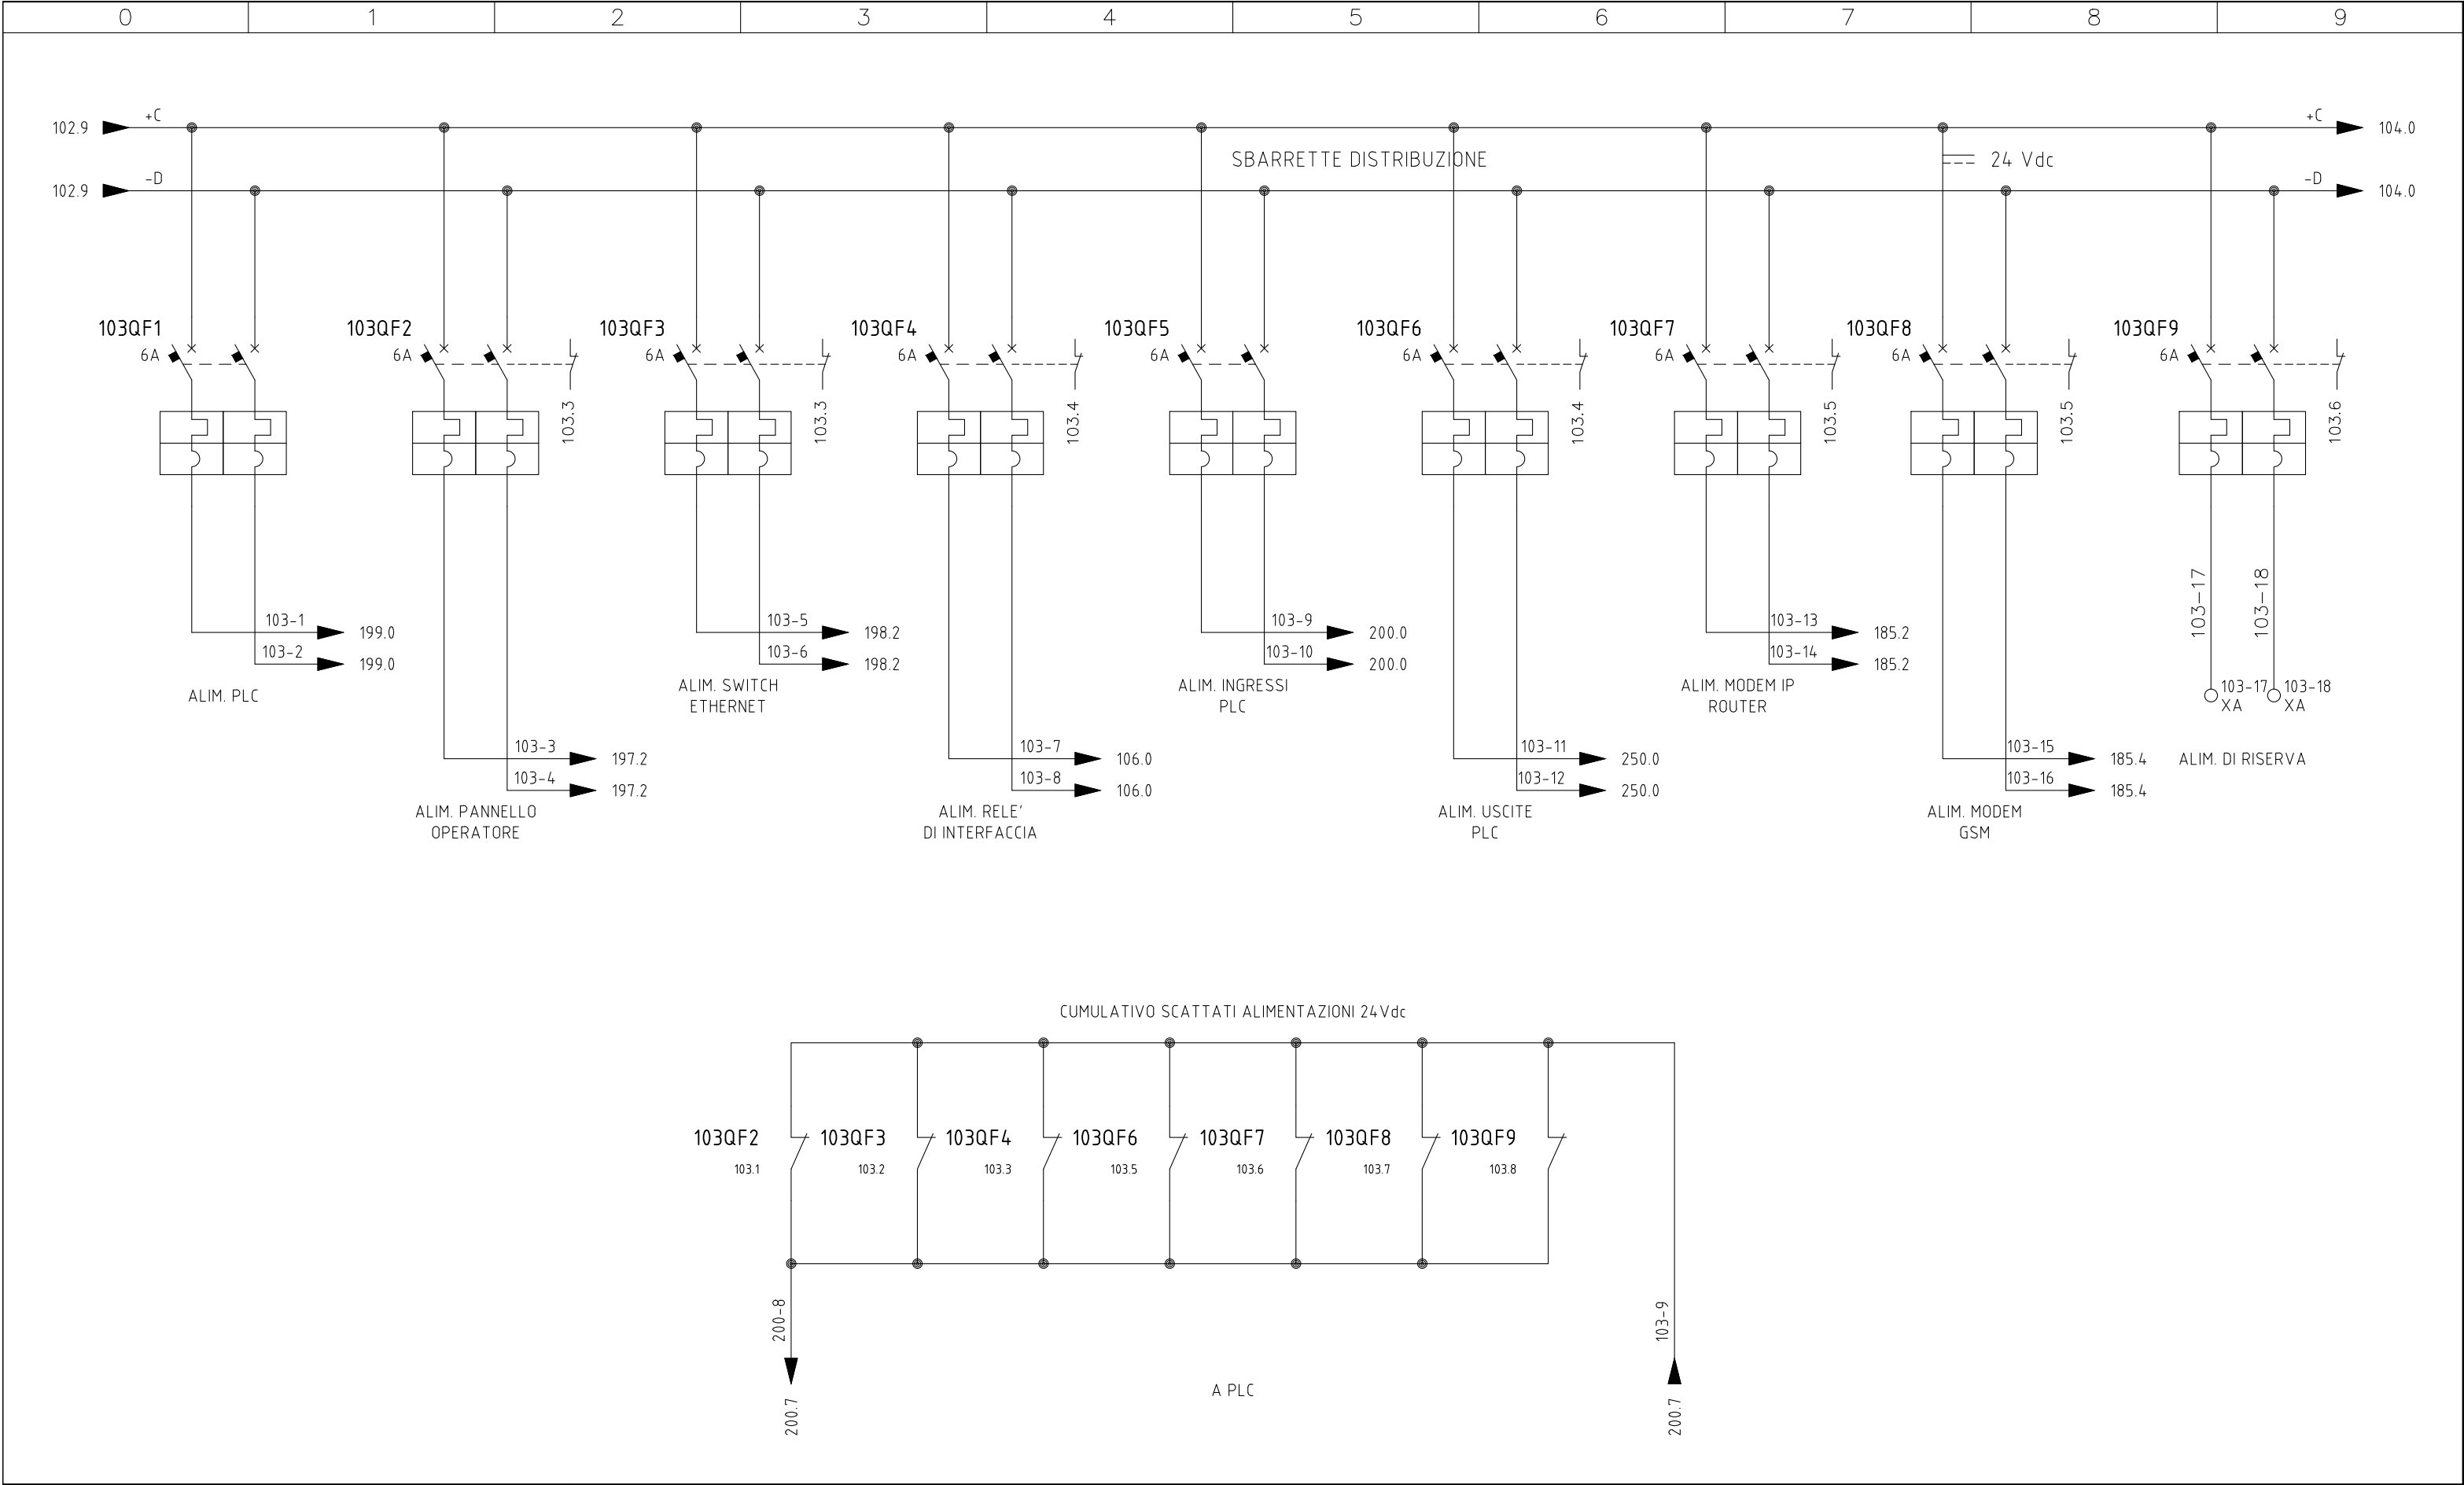 0 1 2 3 4 5 6 7 8 9
+C +C
102.9 104.0
SBARRETTE DISTRIBUZIONE 24 Vdc
-D -D
102.9 104.0
103QF1 103QF2 103QF3 103QF4 103QF5 103QF6 103QF7 103QF8 103QF9
6A 6A 6A 6A 6A 6A 6A 6A 6A
103.3 103.3 103.4 103.4 103.5 103.5 103.6
103-17 103-18
103-1 199.0
103-2 199.0
ALIM. PLC
103-5 198.2
103-6 198.2
ALIM. SWITCH
ETHERNET
103-9 200.0
103-10 200.0
ALIM. INGRESSI
PLC
103-13 185.2
103-14 185.2
ALIM. MODEM IP
ROUTER
103-17 103-18
XA XA
ALIM. DI RISERVA
103-3 197.2
103-4 197.2
ALIM. PANNELLO
OPERATORE
103-7 106.0
103-8 106.0
ALIM. RELE'
DI INTERFACCIA
103-11 250.0
103-12 250.0
ALIM. USCITE
PLC
103-15 185.4
103-16 185.4
ALIM. MODEM
GSM
CUMULATIVO SCATTATI ALIMENTAZIONI 24Vdc
103QF2 103QF3 103QF4 103QF6 103QF7 103QF8 103QF9
103.1 103.2 103.3 103.5 103.6 103.7 103.8
200-8 103-9
A PLC
200.7 200.7